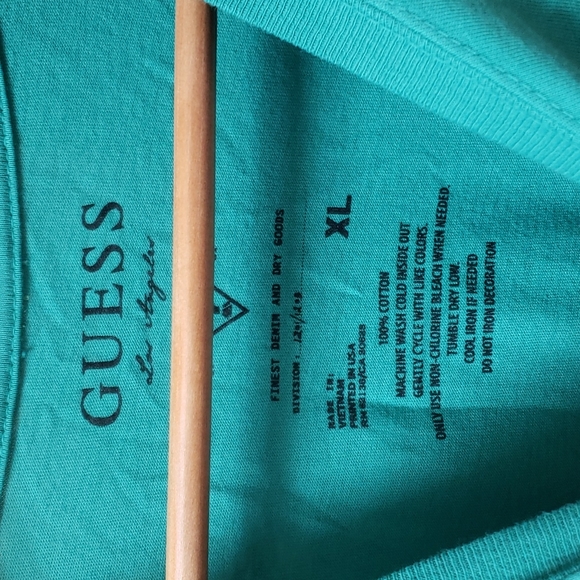 GUESS
Los Angeles
FINEST DENIM AND DRY GOODS
DIVISION:
XL
MADE IN:
VIETNAM
PRINTED IN USA
100% COTTON
MACHINE WASH COLD INSIDE OUT
GENTLY CYCLE WITH LIKE COLORS.
ONLY USE NON-CHLORINE BLEACH WHEN NEEDED.
TUMBLE DRY LOW.
COOL IRON IF NEEDED
DO NOT IRON DECORATION